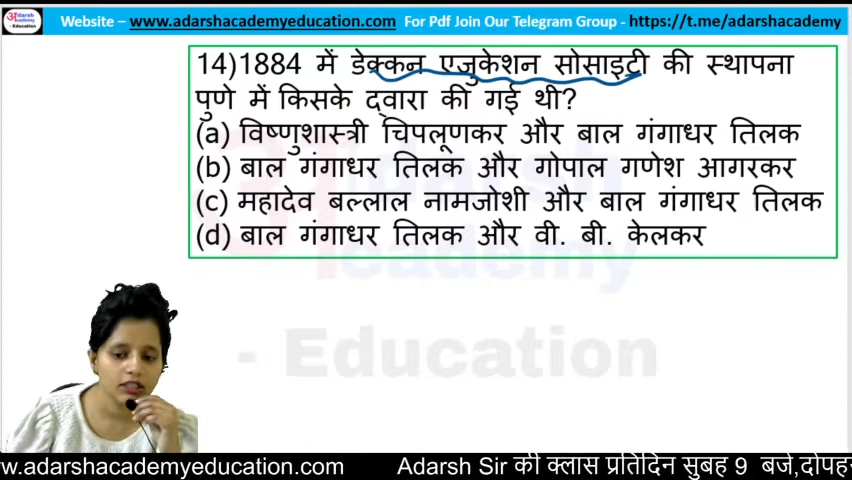 Adarsh
Education
Website – www.adarshacademyeducation.com For Pdf Join Our Telegram Group - https://t.me/adarshacademy
14)1884 में डेक्कन एजुकेशन सोसाइटी की स्थापना
पुणे में किसके द्वारा की गई थी?
(a) विष्णुशास्त्री चिपलूणकर और बाल गंगाधर तिलक
(b) बाल गंगाधर तिलक और गोपाल गणेश आगरकर
(c) महादेव बल्लाल नामजोशी और बाल गंगाधर तिलक
(d) बाल गंगाधर तिलक और वी. बी. केलकर
- Education
w.adarshacademyeducation.com Adarsh Sir की क्लास प्रतिदिन सुबह 9 बजे,दोपह